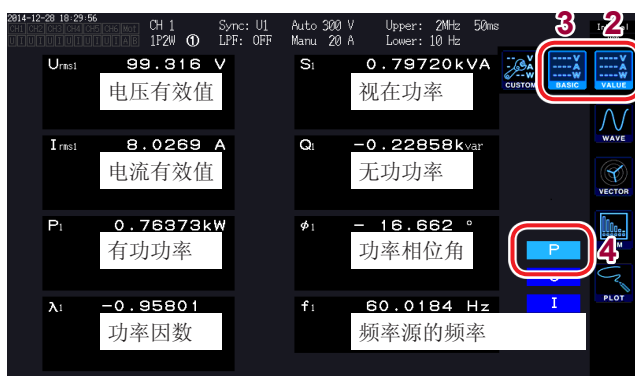 2014-12-28 18:29:56
CH 1 Sync: U1 Auto 300 V Upper: 2MHz 50ms
1P2W ① LPF: OFF Manu 20 A Lower: 10 Hz
3 2
CUSTOM BASIC VALUE
Urms1 99.316 V S1 0.79720kVA
电压有效值 视在功率
WAVE
Irms1 8.0269 A Q1 -0.22858kvar
电流有效值 无功功率
VECTOR
P1 0.76373kW φ1 - 16.662 °
有功功率 功率相位角
P 4
λ1 -0.95801 f1 60.0184 Hz
I PLOT
功率因数 频率源的频率